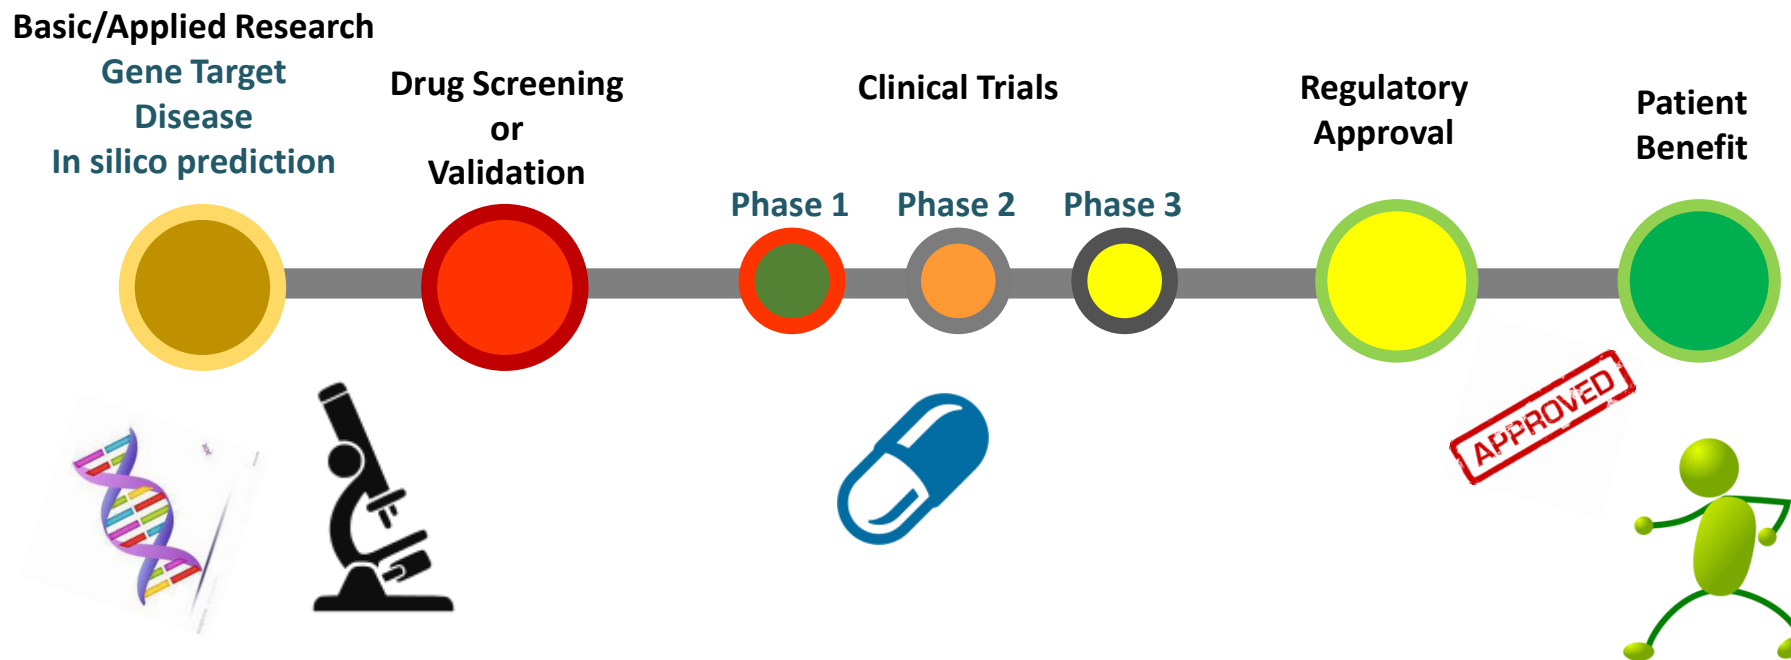 Basic/Applied Research
Gene Target
Disease
In silico prediction
Drug Screening
or
Validation
Clinical Trials
Phase 1
Phase 2
Phase 3
Regulatory
Approval
Patient
Benefit
APPROVED